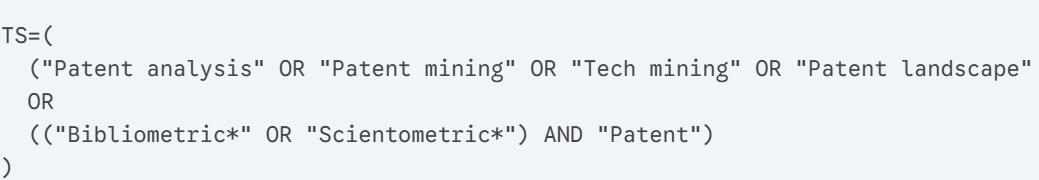 TS=(
("Patent analysis" OR "Patent mining" OR "Tech mining" OR "Patent landscape"
OR
(("Bibliometric*" OR "Scientometric*") AND "Patent")
)